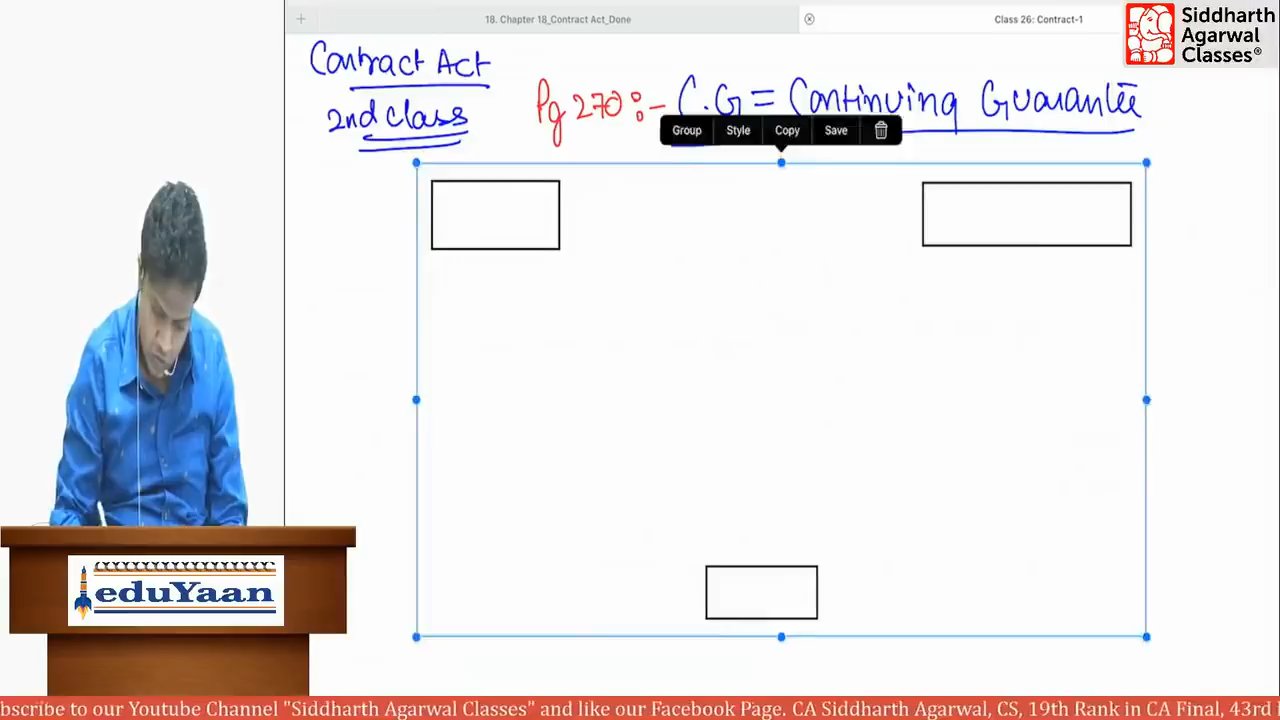 18. Chapter 18_Contract Act_Done
Class 26: Contract-1
Siddharth
Agarwal
Classes®
Contract Act
2nd Class
Pg 270:- C.G = Continuing Guarantee
Group Style Copy Save
eduYaan
bscribe to our Youtube Channel "Siddharth Agarwal Classes" and like our Facebook Page. CA Siddharth Agarwal, CS, 19th Rank in CA Final, 43rd